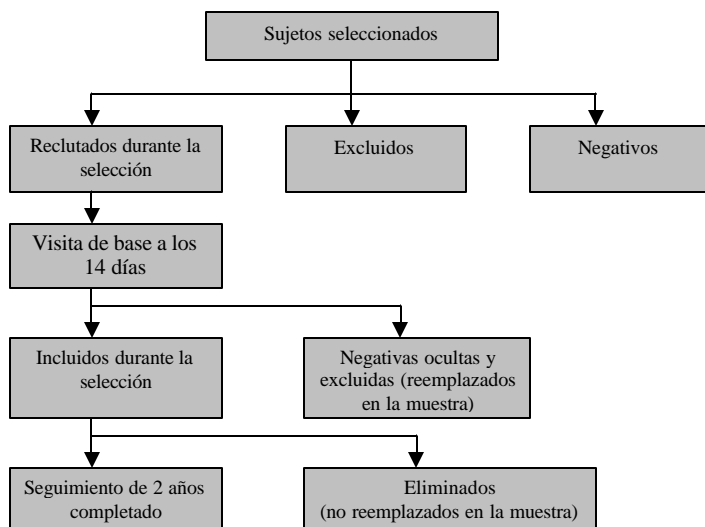 Sujetos seleccionados
Reclutados durante la
selección
Excluidos
Negativos
Visita de base a los
14 días
Incluidos durante la
selección
Negativas ocultas y
excluidas (reemplazados
en la muestra)
Seguimiento de 2 años
completado
Eliminados
(no reemplazados en la muestra)